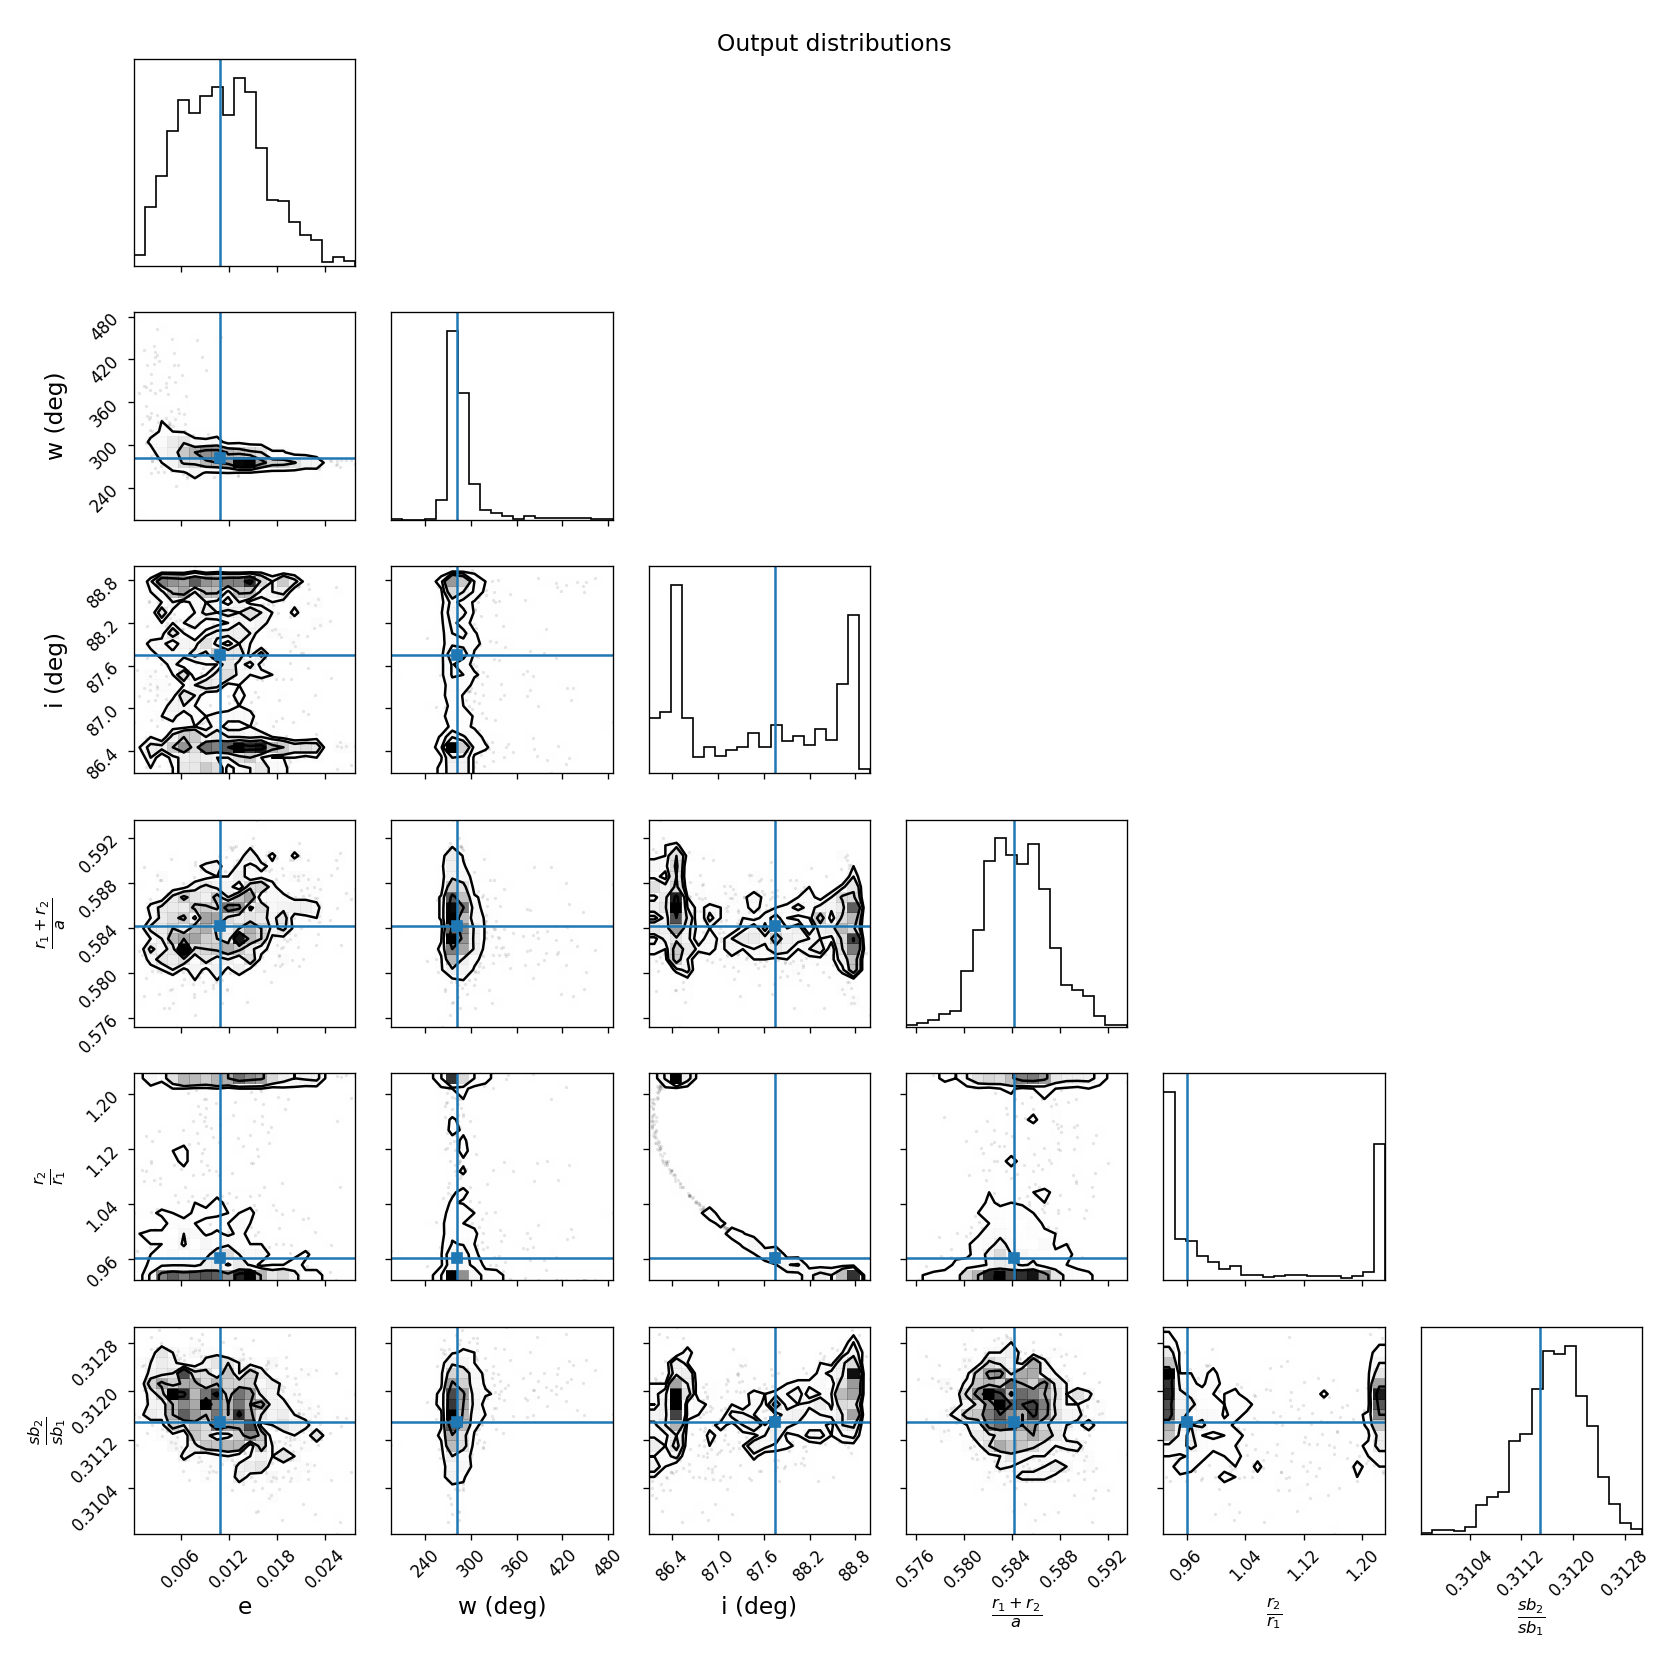 Output distributions
480
420
360
300
240
w (deg)
88.8
88.2
87.6
87.0
86.4
i (deg)
0.592
0.588
0.584
0.580
0.576
r₁ + r₂
a
1.20
1.12
1.04
0.96
r₂
r₁
0.3128
0.3120
0.3112
0.3104
sb₂
sb₁
0.006 0.012 0.018 0.024
240 300 360 420 480
86.4 87.0 87.6 88.2 88.8
0.576 0.580 0.584 0.588 0.592
0.96 1.04 1.12 1.20
0.3104 0.3112 0.3120 0.3128
e
w (deg)
i (deg)
r₁ + r₂
a
r₂
r₁
sb₂
sb₁